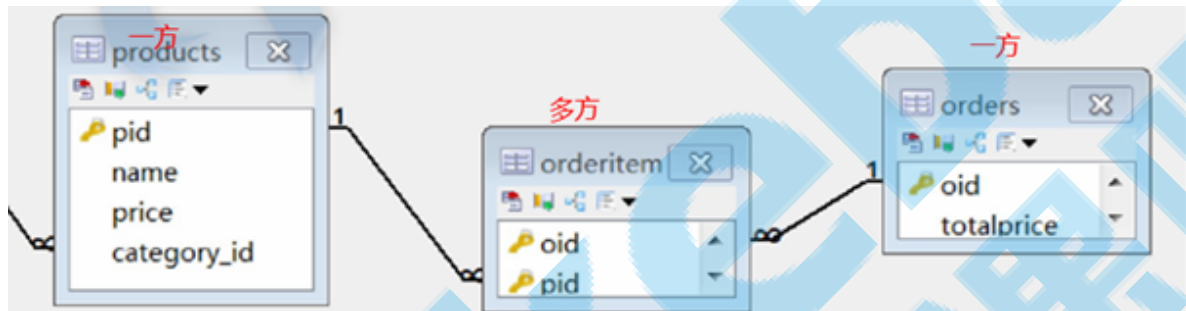 一方
products
pid
name
price
category_id
1
多方
orderitem
oid
pid
一方
orders
1
oid
totalprice